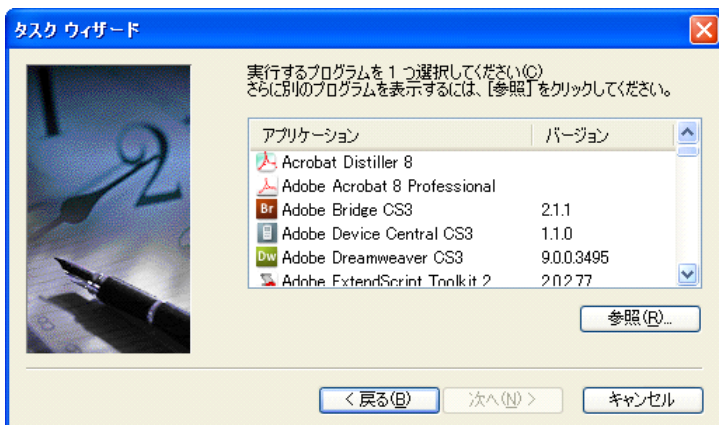 タスク ウィザード
実行するプログラムを 1 つ選択してください(C)
さらに別のプログラムを表示するには、[参照] をクリックしてください。
アプリケーション バージョン
Acrobat Distiller 8
Adobe Acrobat 8 Professional
Br Adobe Bridge CS3 2.1.1
Adobe Device Central CS3 1.1.0
Dw Adobe Dreamweaver CS3 9.0.0.3495
Adobe ExtendScript Toolkit 2 2.0.2.77
参照(R)...
< 戻る(B) 次へ(N) > キャンセル